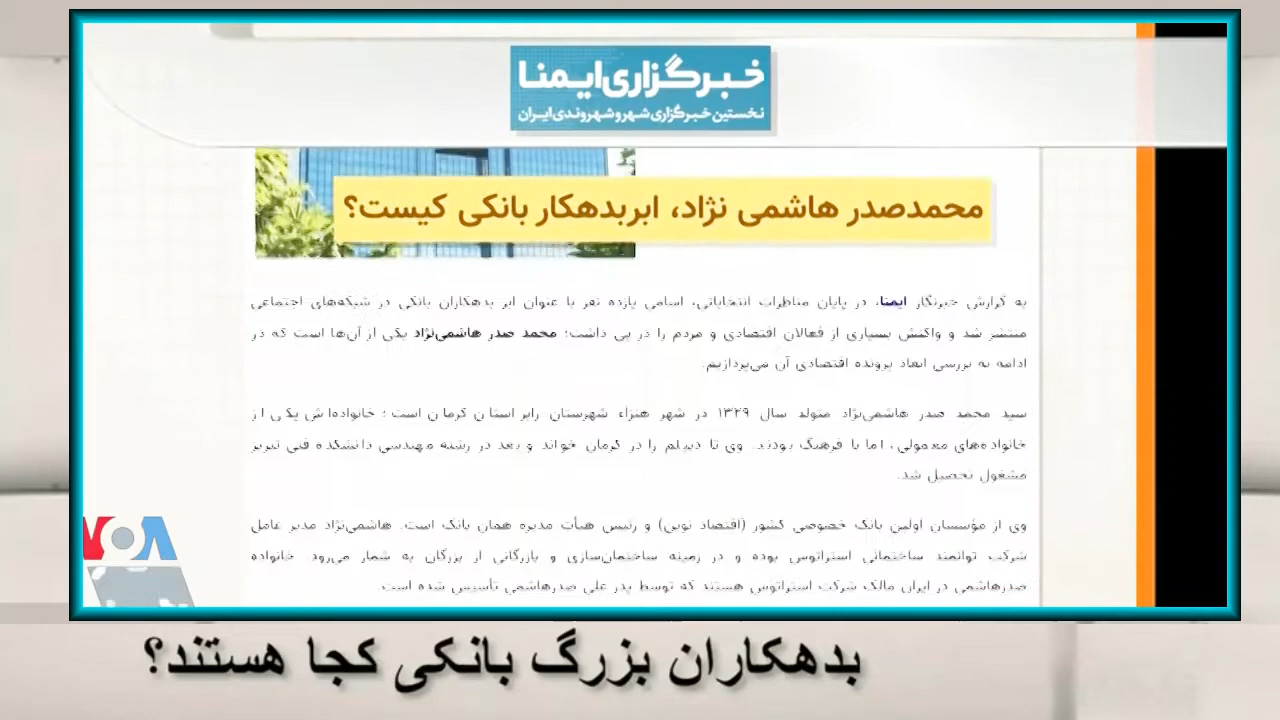 خبرگزاری ایمنا
نخستین خبرگزاری شهر و شهروندی ایران
محمدصدر هاشمی نژاد، ابربدهکار بانکی کیست؟
به گزارش خبرنگار ایمنا، در پایان مناظرات انتخاباتی، اسامی یازده نفر با عنوان ابر بدهکاران بانکی در شبکه‌های اجتماعی
منتشر شد و واکنش بسیاری از فعالان اقتصادی و مردم را در پی داشت؛ محمد صدر هاشمی‌نژاد یکی از آن‌ها است که در
ادامه به بررسی ابعاد پرونده اقتصادی آن می‌پردازیم.
سید محمد صدر هاشمی‌نژاد متولد سال ۱۳۲۹ در شهر هنزاء شهرستان رابر استان کرمان است؛ خانواده‌اش یکی از
خانواده‌های معمولی، اما با فرهنگ بودند. وی تا دیپلم را در کرمان خواند و بعد در رشته مهندسی دانشکده فنی تبریز
مشغول تحصیل شد.
وی از مؤسسان اولین بانک خصوصی کشور (اقتصاد نوین) و رئیس هیأت مدیره همان بانک است. هاشمی‌نژاد مدیر عامل
شرکت توانمند ساختمانی استراتوس بوده و در زمینه ساختمان‌سازی و بازرگانی از بزرگان به شمار می‌رود. خانواده
صدرهاشمی در ایران مالک شرکت استراتوس هستند که توسط پدر علی صدرهاشمی تأسیس شده است.
VOA
بدهکاران بزرگ بانکی کجا هستند؟